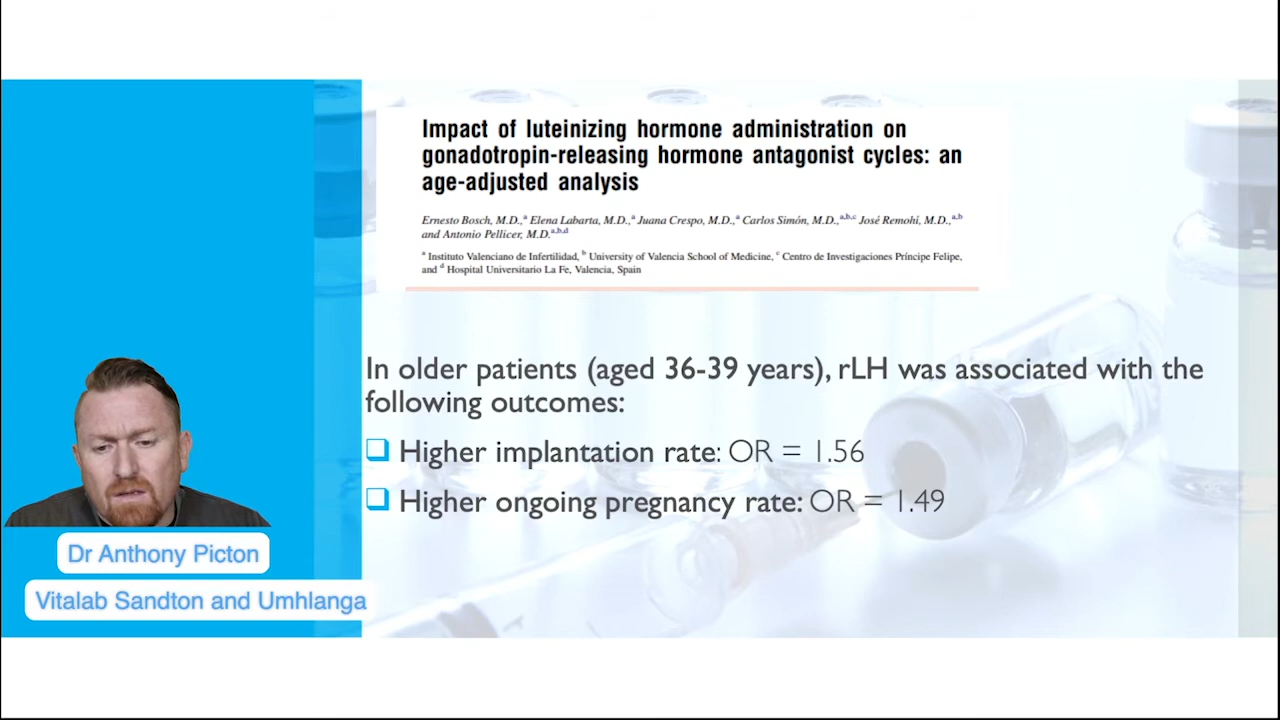 Impact of luteinizing hormone administration on
gonadotropin-releasing hormone antagonist cycles: an
age-adjusted analysis
Ernesto Bosch, M.D.,a Elena Labarta, M.D.,a Juana Crespo, M.D.,a Carlos Simón, M.D.,a,b,c José Remohí, M.D.,a,b
and Antonio Pellicer, M.D.a,b,d
a Instituto Valenciano de Infertilidad, b University of Valencia School of Medicine, c Centro de Investigaciones Príncipe Felipe,
and d Hospital Universitario La Fe, Valencia, Spain
In older patients (aged 36-39 years), rLH was associated with the
following outcomes:
Higher implantation rate: OR = 1.56
Higher ongoing pregnancy rate: OR = 1.49
Dr Anthony Picton
Vitalab Sandton and Umhlanga